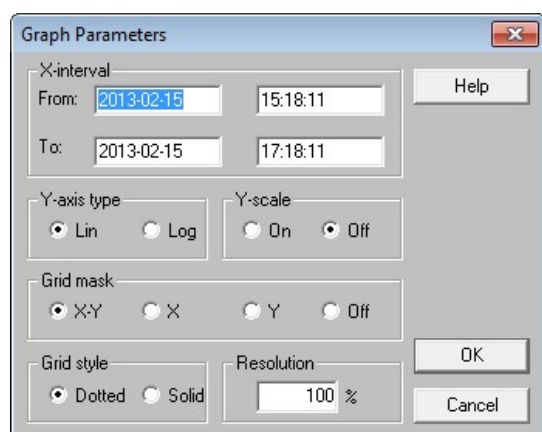 Graph Parameters
X-interval
From: 2013-02-15 15:18:11
Help
To: 2013-02-15 17:18:11
Y-axis type
Lin Log
Y-scale
On Off
Grid mask
X-Y X Y Off
Grid style
Dotted Solid
Resolution
100 %
OK
Cancel